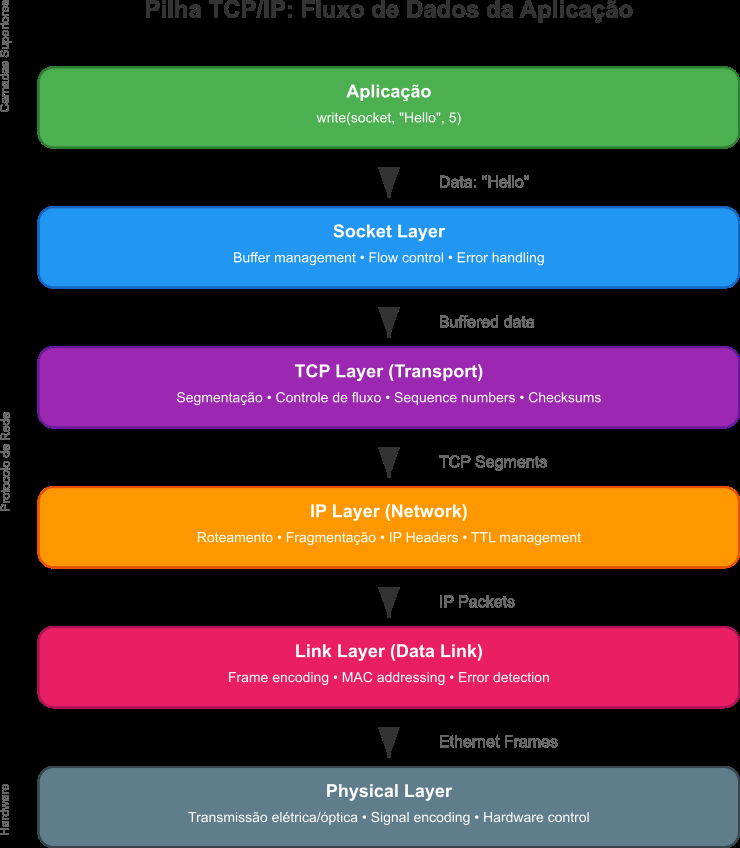 Pilha TCP/IP: Fluxo de Dados da Aplicação
Camadas Superiores
Aplicação
write(socket, "Hello", 5)
Data: "Hello"
Socket Layer
Buffer management • Flow control • Error handling
Buffered data
TCP Layer (Transport)
Segmentação • Controle de fluxo • Sequence numbers • Checksums
Protocolo de Rede
TCP Segments
IP Layer (Network)
Roteamento • Fragmentação • IP Headers • TTL management
IP Packets
Link Layer (Data Link)
Frame encoding • MAC addressing • Error detection
Ethernet Frames
Hardware
Physical Layer
Transmissão elétrica/óptica • Signal encoding • Hardware control